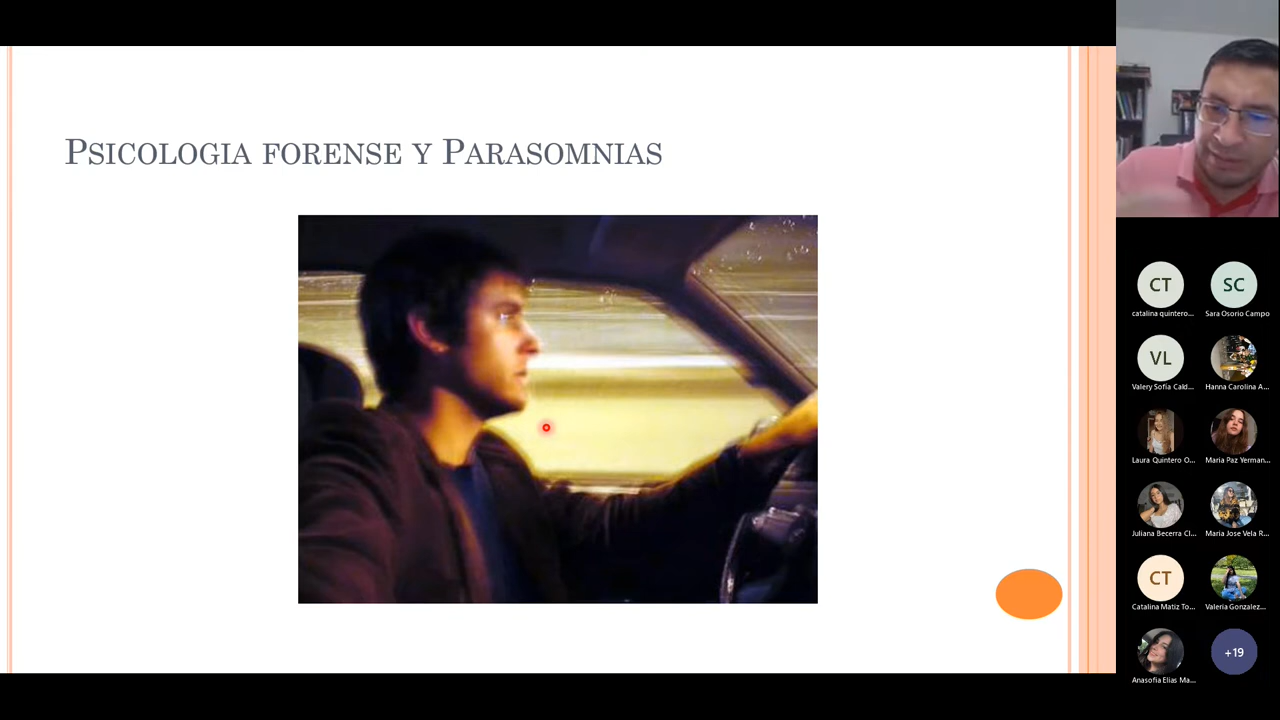 PSICOLOGIA FORENSE Y PARASOMNIAS
CT
SC
catalina quintero...
Sara Osorio Campo
VL
Valery Sofia Cald...
Hanna Carolina A...
Laura Quintero O...
Maria Paz Yerman...
Juliana Becerra Cl...
Maria Jose Vela R...
CT
Catalina Matiz To...
Valeria Gonzalez...
+19
Anasofia Elias Ma...